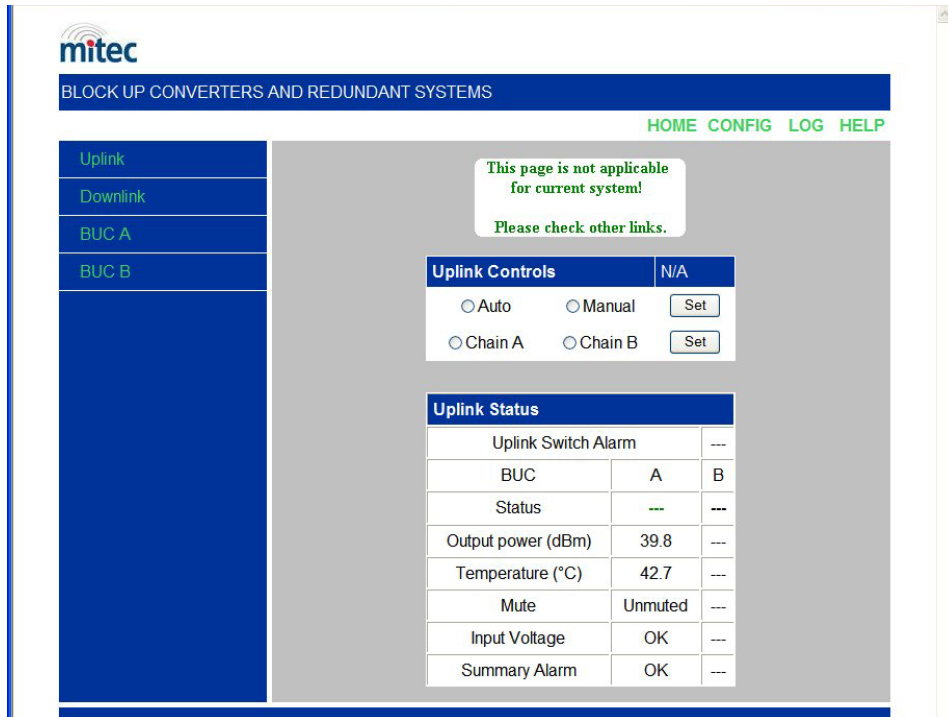 mitec
BLOCK UP CONVERTERS AND REDUNDANT SYSTEMS
HOME CONFIG LOG HELP
Uplink
Downlink
BUC A
BUC B
This page is not applicable
for current system!
Please check other links.
Uplink Controls N/A
Auto Manual Set
Chain A Chain B Set
Uplink Status
Uplink Switch Alarm ---
BUC A B
Status --- ---
Output power (dBm) 39.8 ---
Temperature (°C) 42.7 ---
Mute Unmuted ---
Input Voltage OK ---
Summary Alarm OK ---